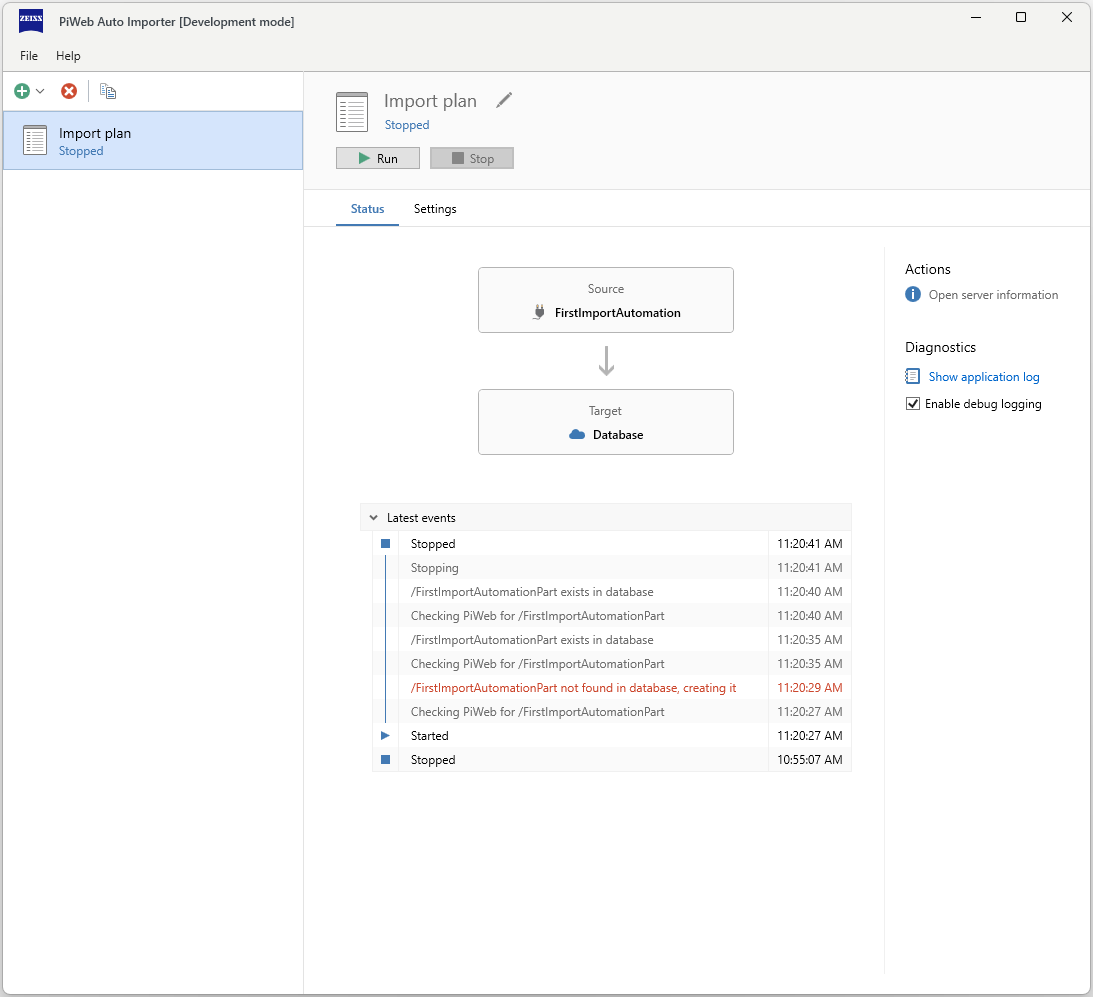 ZEISS PiWeb Auto Importer [Development mode]
File Help
Import plan
Stopped
Import plan
Stopped
Run Stop
Status Settings
Source
FirstImportAutomation
Target
Database
Latest events
Stopped 11:20:41 AM
Stopping 11:20:41 AM
/FirstImportAutomationPart exists in database 11:20:40 AM
Checking PiWeb for /FirstImportAutomationPart 11:20:40 AM
/FirstImportAutomationPart exists in database 11:20:35 AM
Checking PiWeb for /FirstImportAutomationPart 11:20:35 AM
/FirstImportAutomationPart not found in database, creating it 11:20:29 AM
Checking PiWeb for /FirstImportAutomationPart 11:20:27 AM
Started 11:20:27 AM
Stopped 10:55:07 AM
Actions
Open server information
Diagnostics
Show application log
Enable debug logging